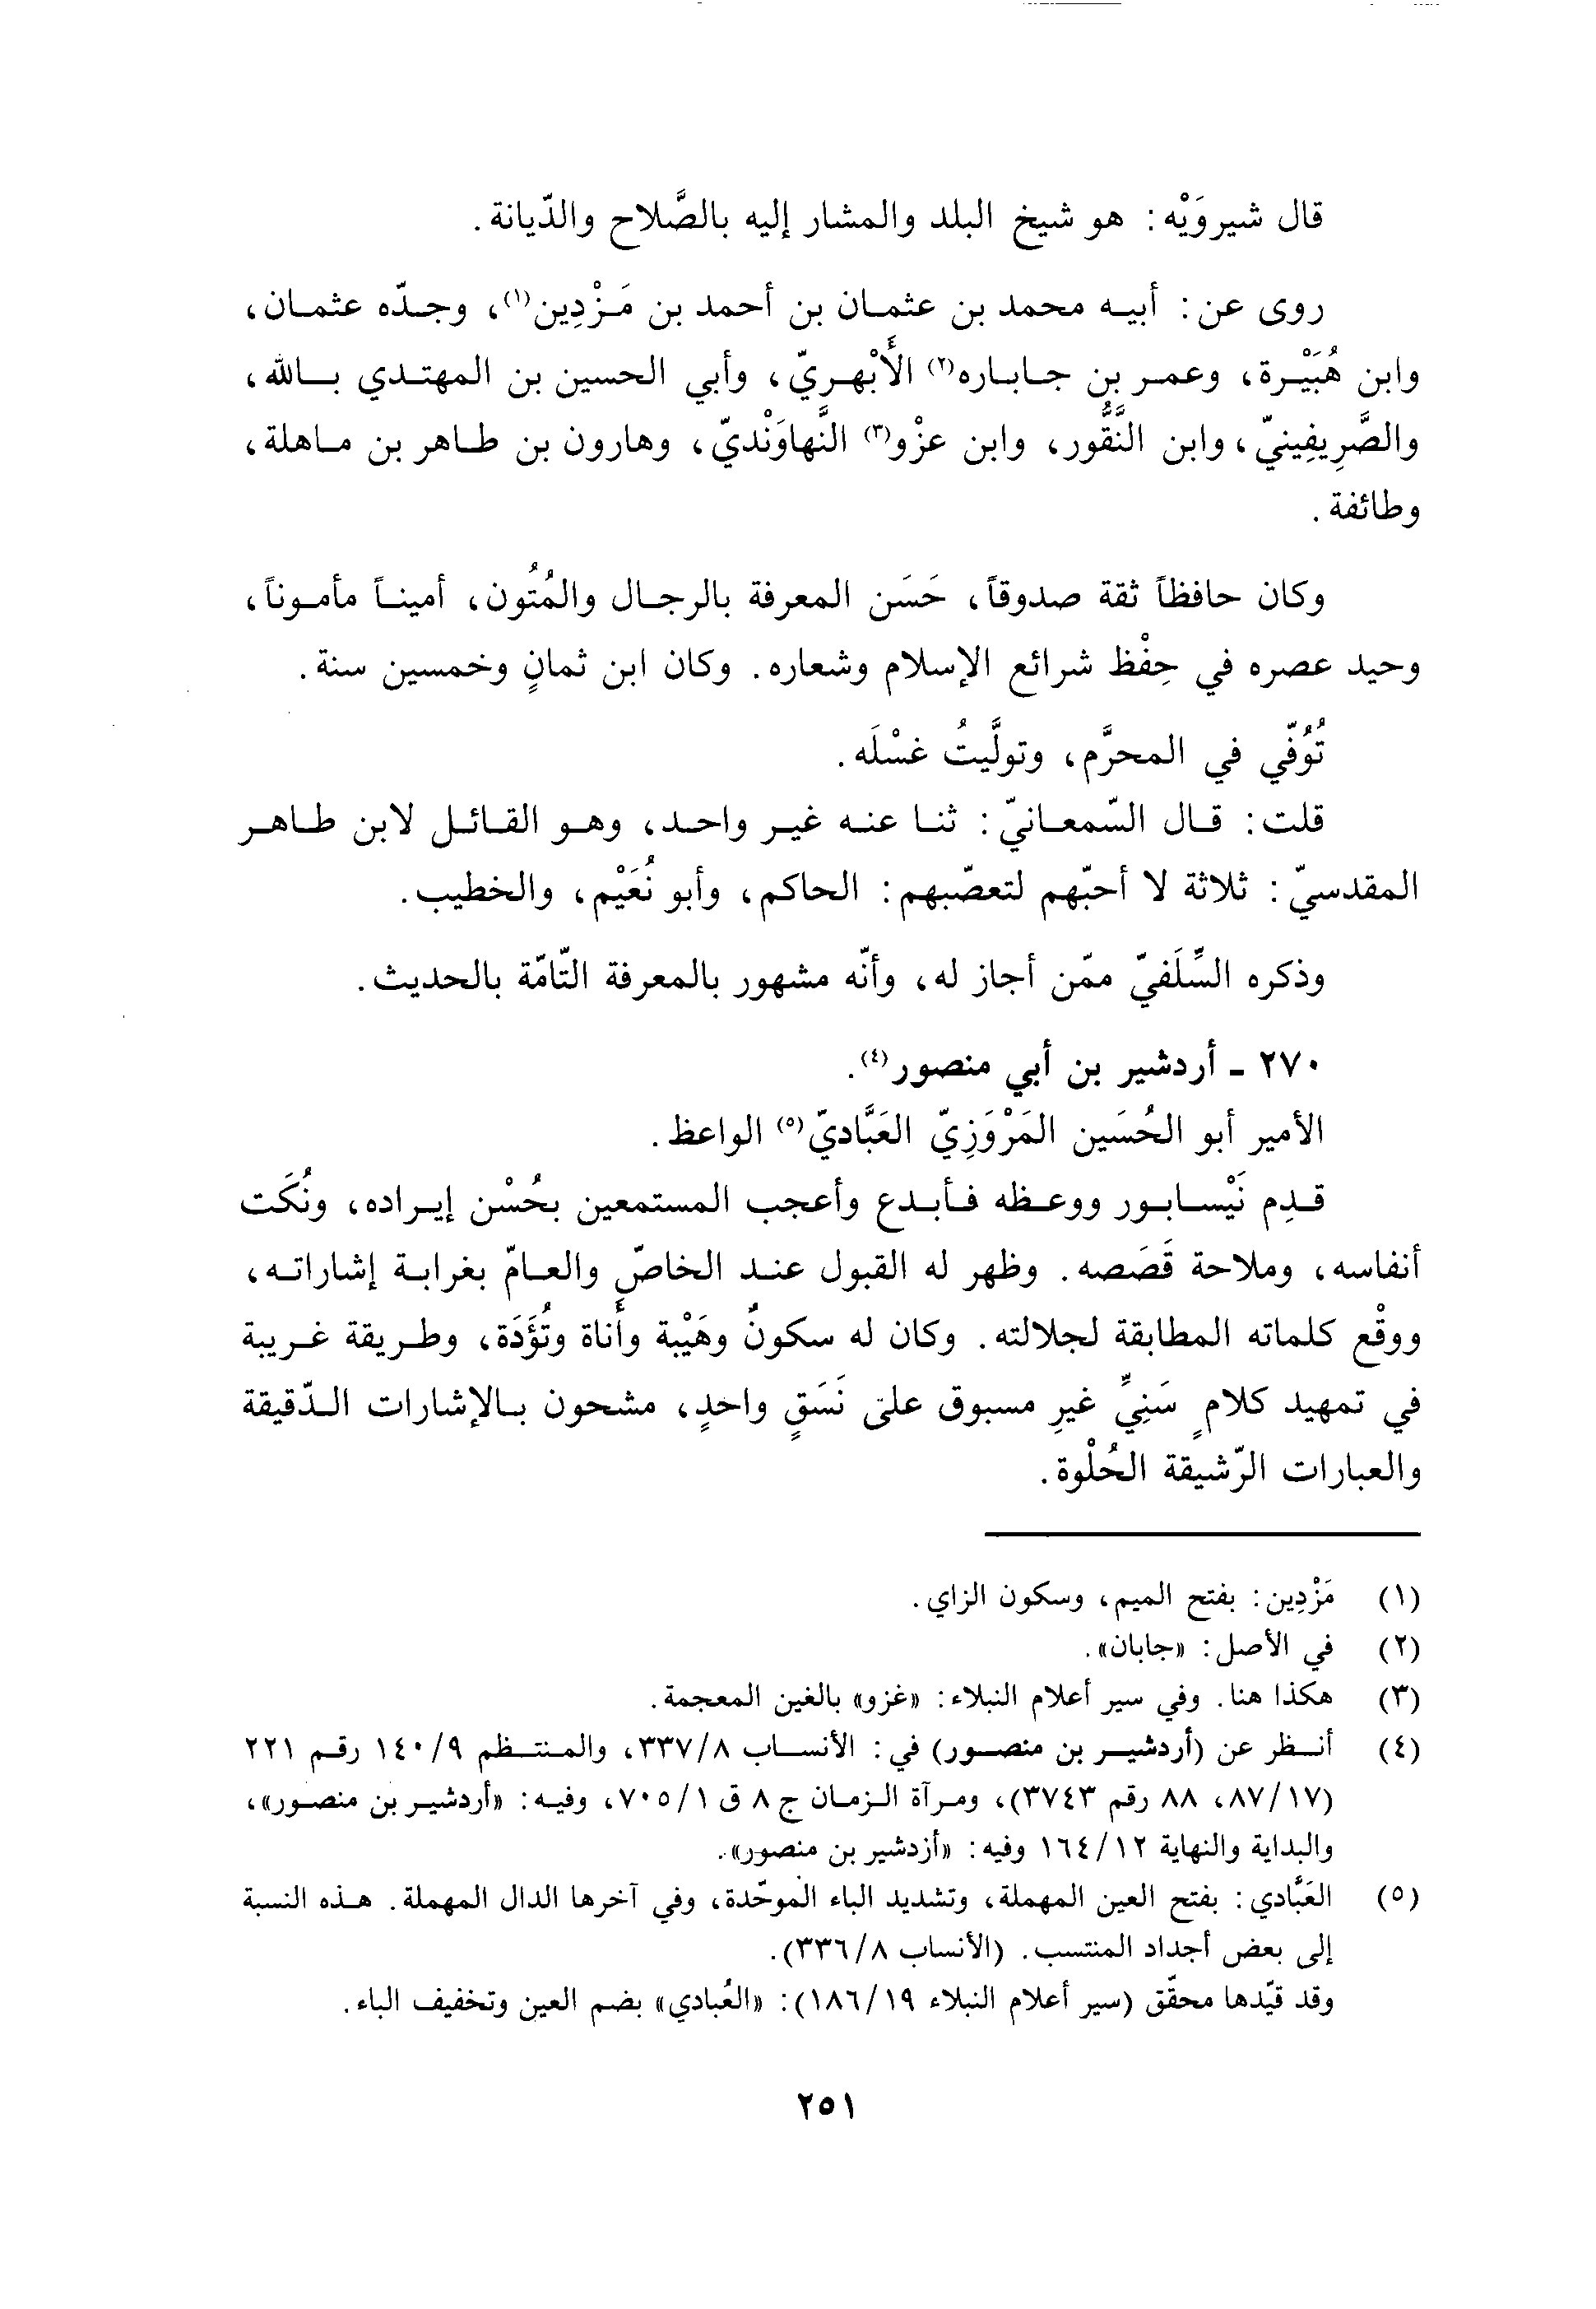 قال شيروَيْه: هو شيخ البلد والمشار إليه بالصَّلاح والدّيانة.
روى عن: أبيه محمد بن عثمان بن أحمد بن مَزْدِين(١)، وجدّه عثمان،
وابن هُبَيْرة، وعمر بن جاباره(٢) الأَبْهريّ، وأبي الحسين بن المهتدي بالله،
والصَّرِيفِينيّ، وابن النَّقُّور، وابن عزْو(٣) النَّهاوَنْديّ، وهارون بن طاهر بن ماهلة،
وطائفة.
وكان حافظاً ثقة صدوقاً، حَسَن المعرفة بالرجال والمُتُون، أميناً مأموناً،
وحيد عصره في حِفْظ شرائع الإسلام وشعاره. وكان ابن ثمانٍ وخمسين سنة.
تُوُفّي في المحرَّم، وتولَّيتُ غسْلَه.
قلت: قال السّمعانيّ: ثنا عنه غير واحد، وهو القائل لابن طاهر
المقدسيّ: ثلاثة لا أحبّهم لتعصّبهم: الحاكم، وأبو نُعَيْم، والخطيب.
وذكره السِّلَفيّ ممّن أجاز له، وأنّه مشهور بالمعرفة التّامّة بالحديث.
٢٧٠ - أردشير بن أبي منصور(٤).
الأمير أبو الحُسَين المَرْوَزِيّ العَبَّاديّ(٥) الواعظ.
قدِم نَيْسابور ووعظه فأبدع وأعجب المستمعين بحُسْن إيراده، ونُكَت
أنفاسه، وملاحة قَصَصه. وظهر له القبول عند الخاصّ والعامّ بغرابة إشاراته،
ووقْع كلماته المطابقة لجلالته. وكان له سكونٌ وهَيْبة وأَناة وتُؤَدَة، وطريقة غريبة
في تمهيد كلامٍ سَنِيٍّ غيرِ مسبوق على نَسَقٍ واحدٍ، مشحون بالإشارات الدّقيقة
والعبارات الرّشيقة الحُلْوة.
(١) مَزْدِين: بفتح الميم، وسكون الزاي.
(٢) في الأصل: «جابان».
(٣) هكذا هنا. وفي سير أعلام النبلاء: «غزو» بالغين المعجمة.
(٤) أنظر عن (أردشير بن منصور) في: الأنساب ٣٣٧/٨، والمنتظم ١٤٠/٩ رقم ٢٢١
(٨٧/١٧، ٨٨ رقم ٣٧٤٣)، ومرآة الزمان ج ٨ ق ٧٠٥/١، وفيه: «أردشير بن منصور»،
والبداية والنهاية ١٦٤/١٢ وفيه: «أزدشير بن منصور».
(٥) العَبَّادي: بفتح العين المهملة، وتشديد الباء الموحّدة، وفي آخرها الدال المهملة. هذه النسبة
إلى بعض أجداد المنتسب. (الأنساب ٣٣٦/٨).
وقد قيّدها محقّق (سير أعلام النبلاء ١٨٦/١٩): «العُبادي» بضم العين وتخفيف الباء.
٢٥١